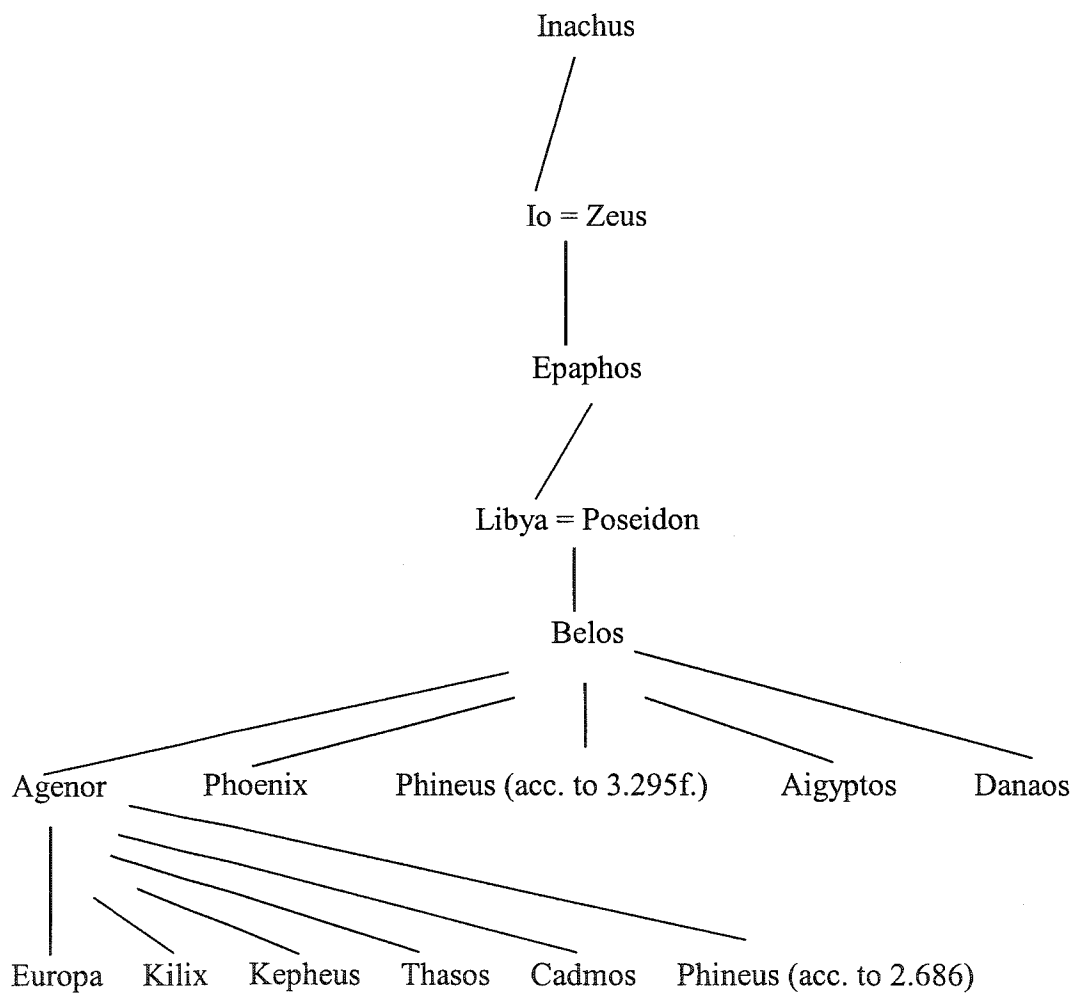 Inachus
Io = Zeus
Epaphos
Libya = Poseidon
Belos
Agenor Phoenix Phineus (acc. to 3.295f.) Aigyptos Danaos
Europa Kilix Kepheus Thasos Cadmos Phineus (acc. to 2.686)